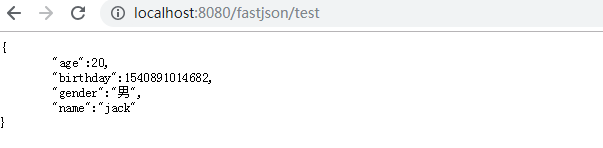 localhost:8080/fastjson/test
{
"age":20,
"birthday":1540891014682,
"gender":"男",
"name":"jack"
}